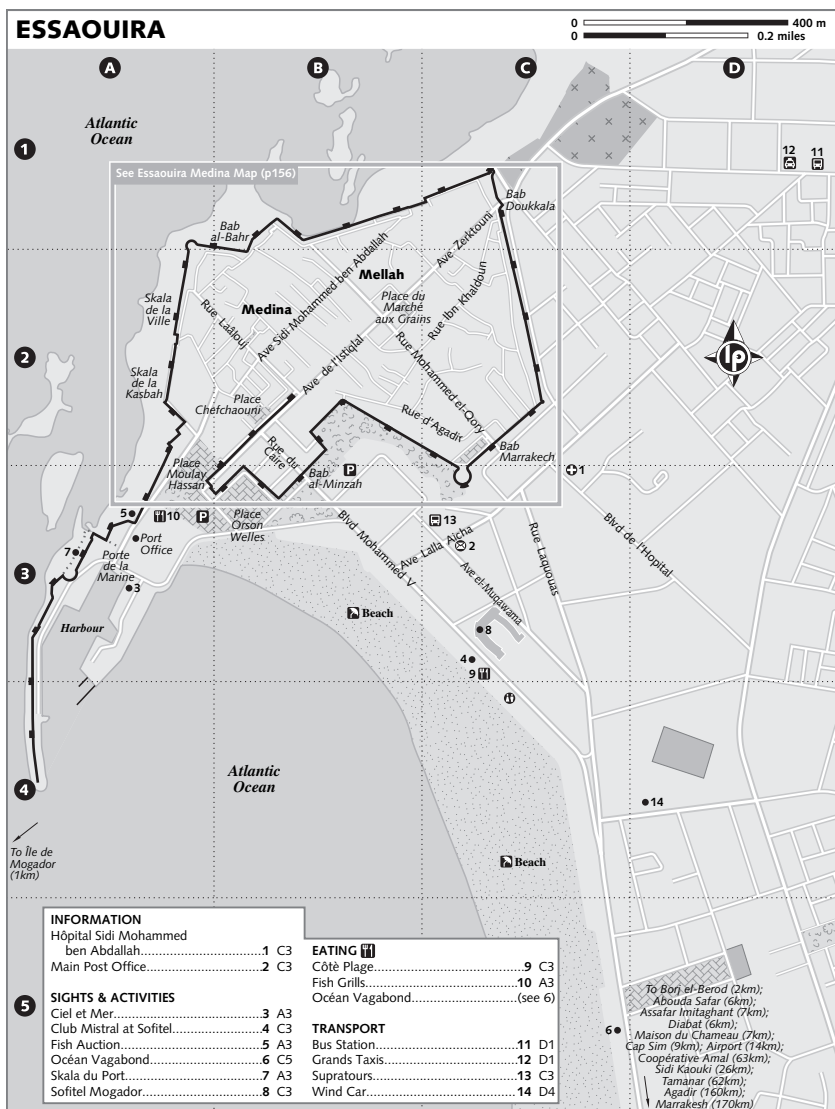 ESSAOUIRA
0 400 m
0 0.2 miles
A B C D
Atlantic
Ocean
1
12 11
See Essaouira Medina Map (p156)
Bab
Doukkala
Bab
al-Bahr
Ave Zerktouni
Ave Sidi Mohammed ben Abdallah
Mellah
Skala
de la
Ville
Medina
Place du
Marché
aux Grains
Rue Ibn Khaldoun
Rue Laâlouj
2
Ave de l'Istiqlal
Rue Mohammed el-Qory
lp
Skala
de la
Kasbah
Place
Chefchaouni
Rue d'Agadir
Rue du
Caire
Bab
Marrakech
Place
Moulay
Hassan
Bab
al-Minzah
P
1
5
10
P
Place
Orson
Welles
13
Port
Office
Blvd Mohammed V
Ave Lalla Aicha
2
Rue Laquouas
Blvd de l'Hopital
7
Porte
de la
Marine
3
3
Ave el-Muqawama
Beach
Harbour
8
4
9
4
Atlantic
Ocean
14
To Île de
Mogador
(1km)
Beach
INFORMATION
Hôpital Sidi Mohammed
ben Abdallah 1 C3
Main Post Office 2 C3
SIGHTS & ACTIVITIES
Ciel et Mer 3 A3
Club Mistral at Sofitel 4 C3
Fish Auction 5 A3
Océan Vagabond 6 C5
Skala du Port 7 A3
Sofitel Mogador 8 C3
EATING
Côtè Plage 9 C3
Fish Grills 10 A3
Océan Vagabond (see 6)
TRANSPORT
Bus Station 11 D1
Grands Taxis 12 D1
Supratours 13 C3
Wind Car 14 D4
5
6
To Borj el-Berod (2km);
Abouda Safar (6km);
Assafar Imitaghant (7km);
Diabat (6km);
Maison du Chameau (7km);
Cap Sim (9km); Airport (14km);
Coopérative Amal (63km);
Sidi Kaouki (26km);
Tamanar (62km);
Agadir (160km);
Marrakesh (170km)